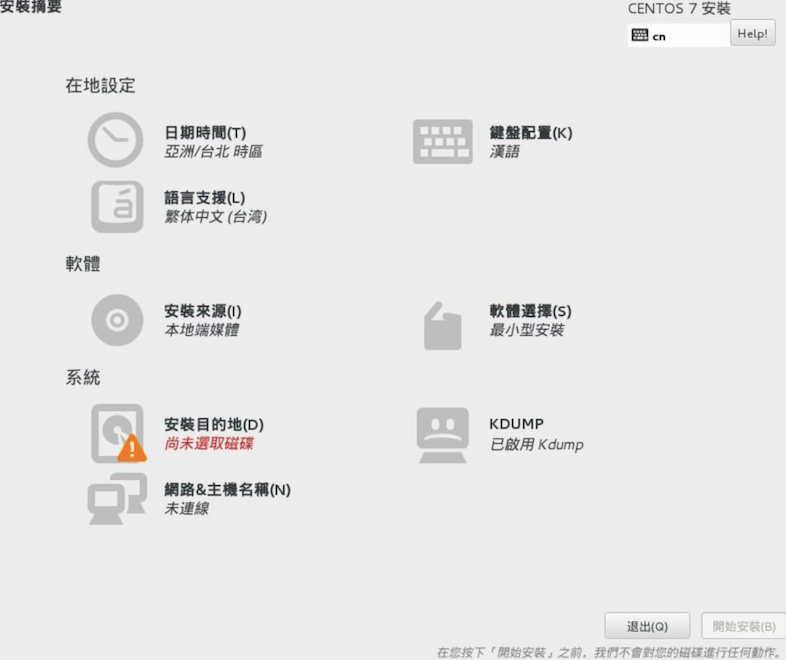 安裝摘要
CENTOS 7 安裝
cn
Help!
在地設定
日期時間(T)
亞洲/台北 時區
鍵盤配置(K)
漢語
語言支援(L)
繁体中文 (台湾)
軟體
安裝來源(I)
本地端媒體
軟體選擇(S)
最小型安裝
系統
安裝目的地(D)
尚未選取磁碟
KDUMP
已啟用 Kdump
網路&主機名稱(N)
未連線
退出(Q)
開始安裝(B)
在您按下「開始安裝」之前，我們不會對您的磁碟進行任何動作。